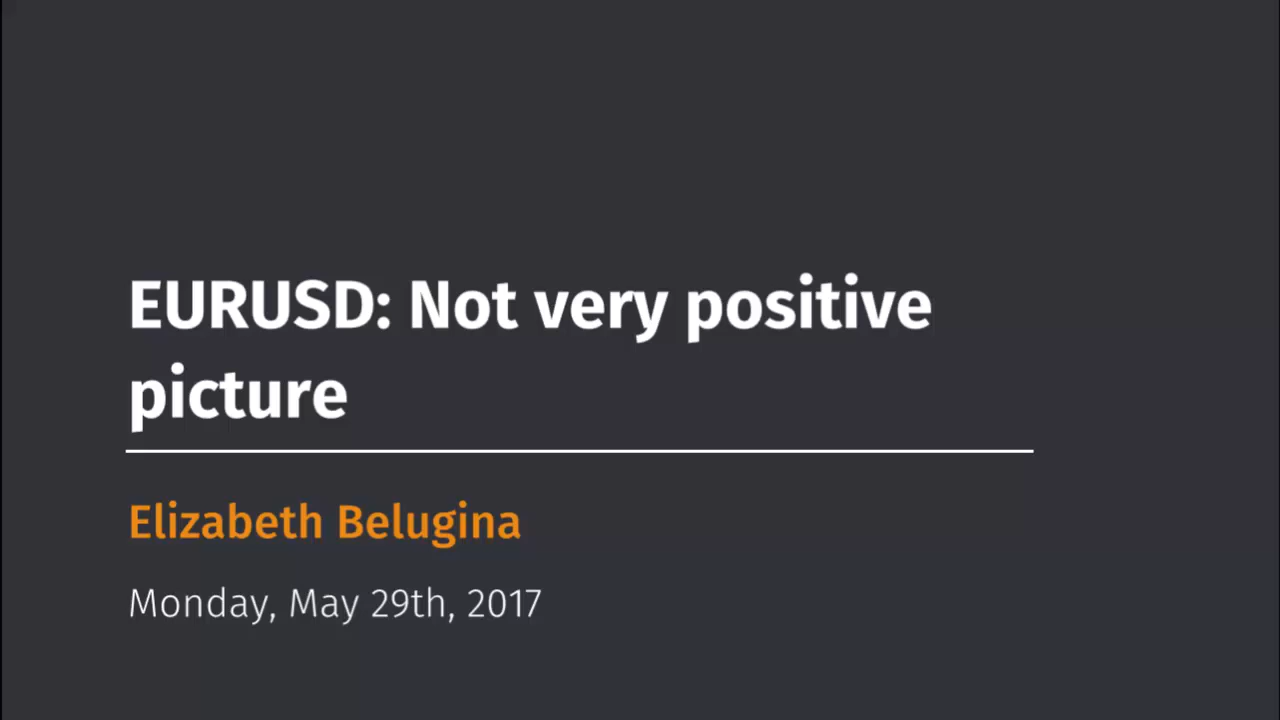 EURUSD: Not very positive
picture
Elizabeth Belugina
Monday, May 29th, 2017